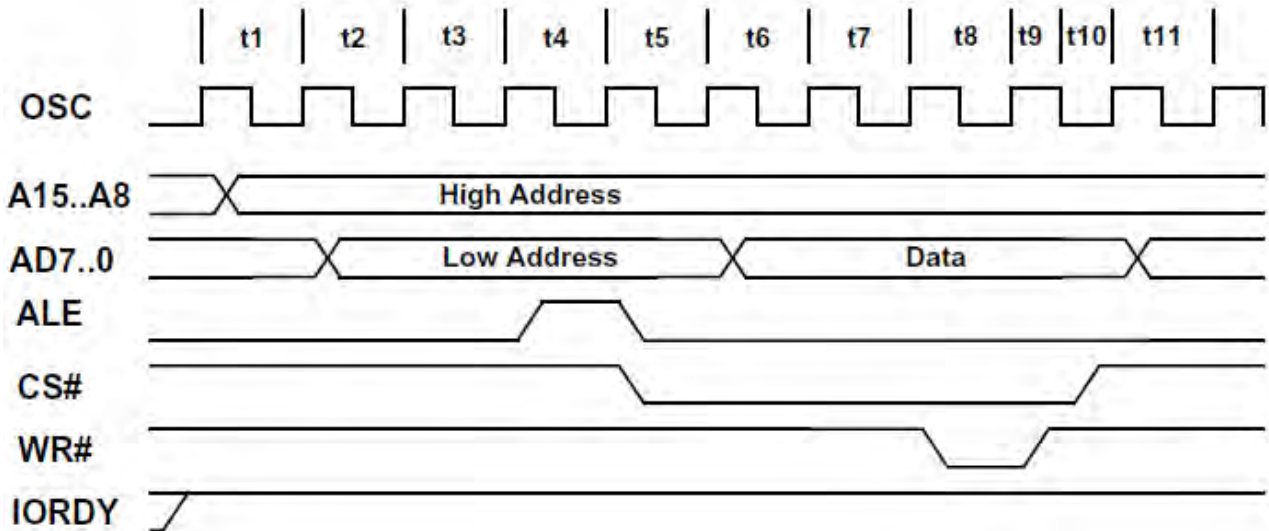 t1 t2 t3 t4 t5 t6 t7 t8 t9 t10 t11
OSC
A15..A8 High Address
AD7..0 Low Address Data
ALE
CS#
WR#
IORDY